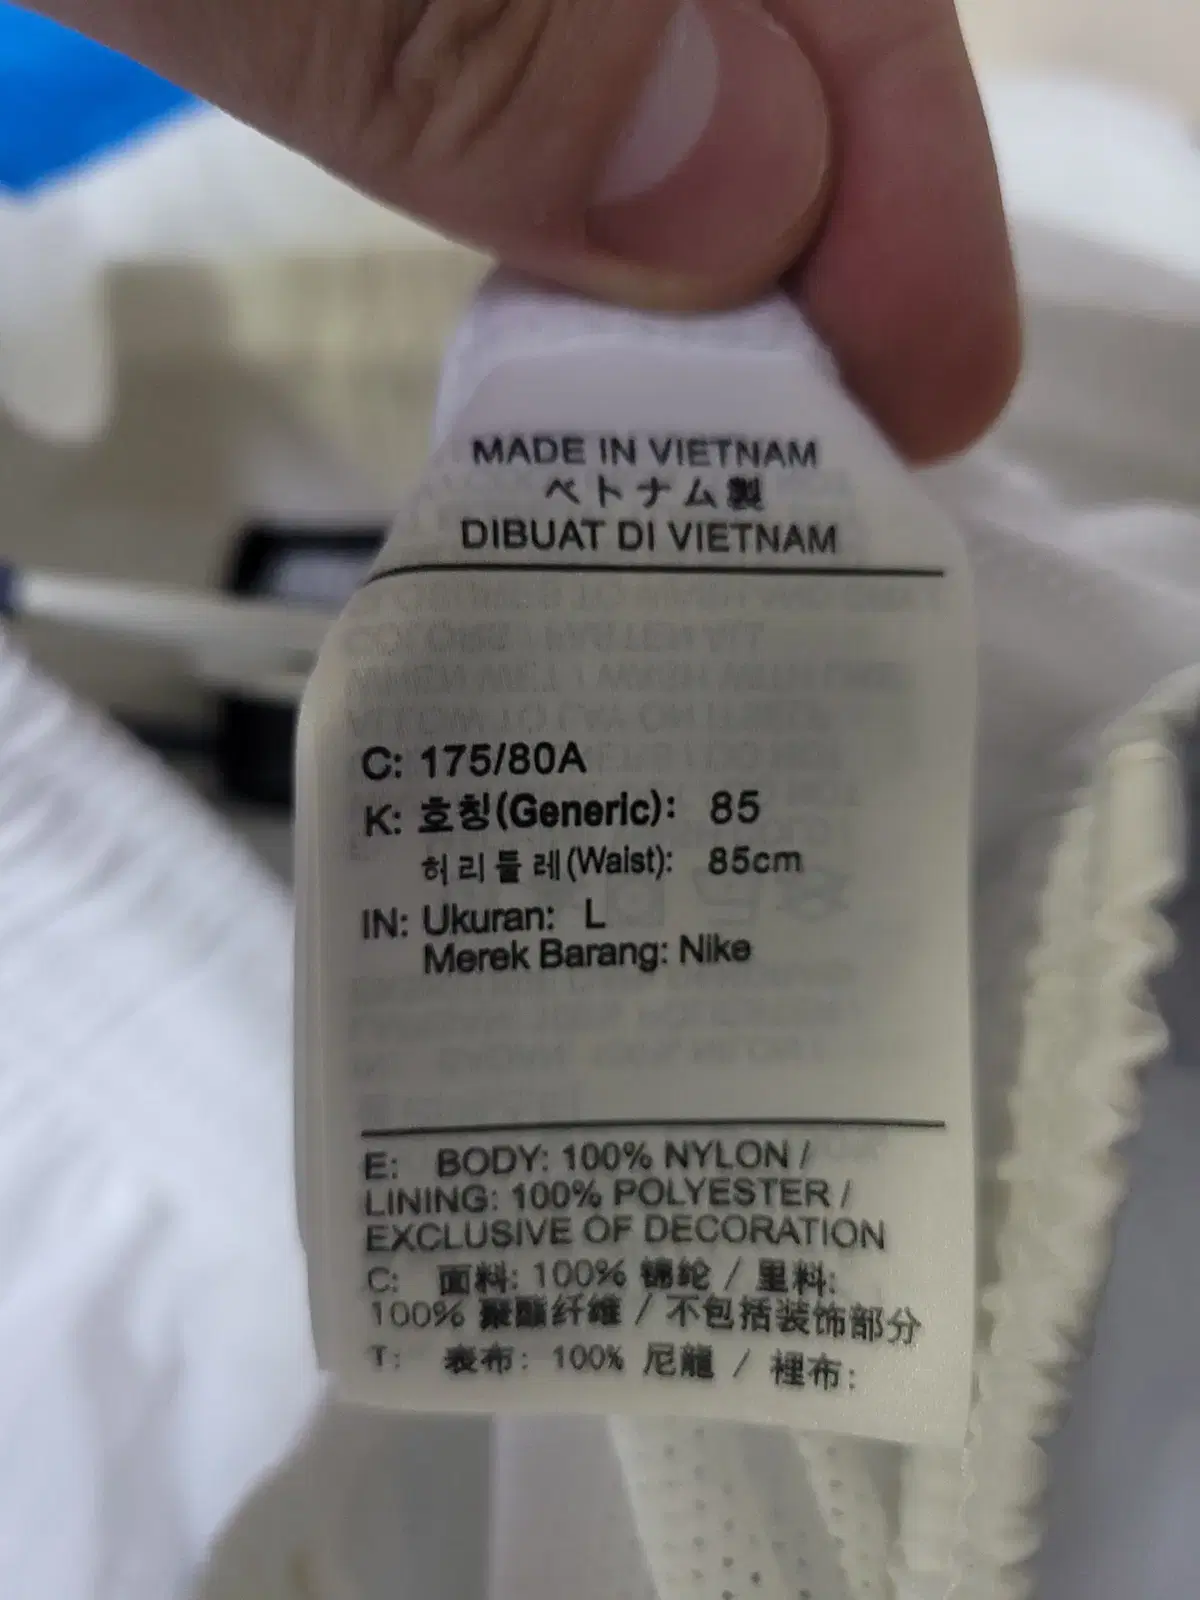 MADE IN VIETNAM
ベトナム製
DIBUAT DI VIETNAM
C: 175/80A
K: 호칭(Generic): 85
허리둘레(Waist): 85cm
IN: Ukuran: L
Merek Barang: Nike
E: BODY: 100% NYLON /
LINING: 100% POLYESTER /
EXCLUSIVE OF DECORATION
C: 面料: 100% 锦纶 / 里料:
100% 聚酯纤维 / 不包括装饰部分
T: 表布: 100% 尼龍 / 裡布: